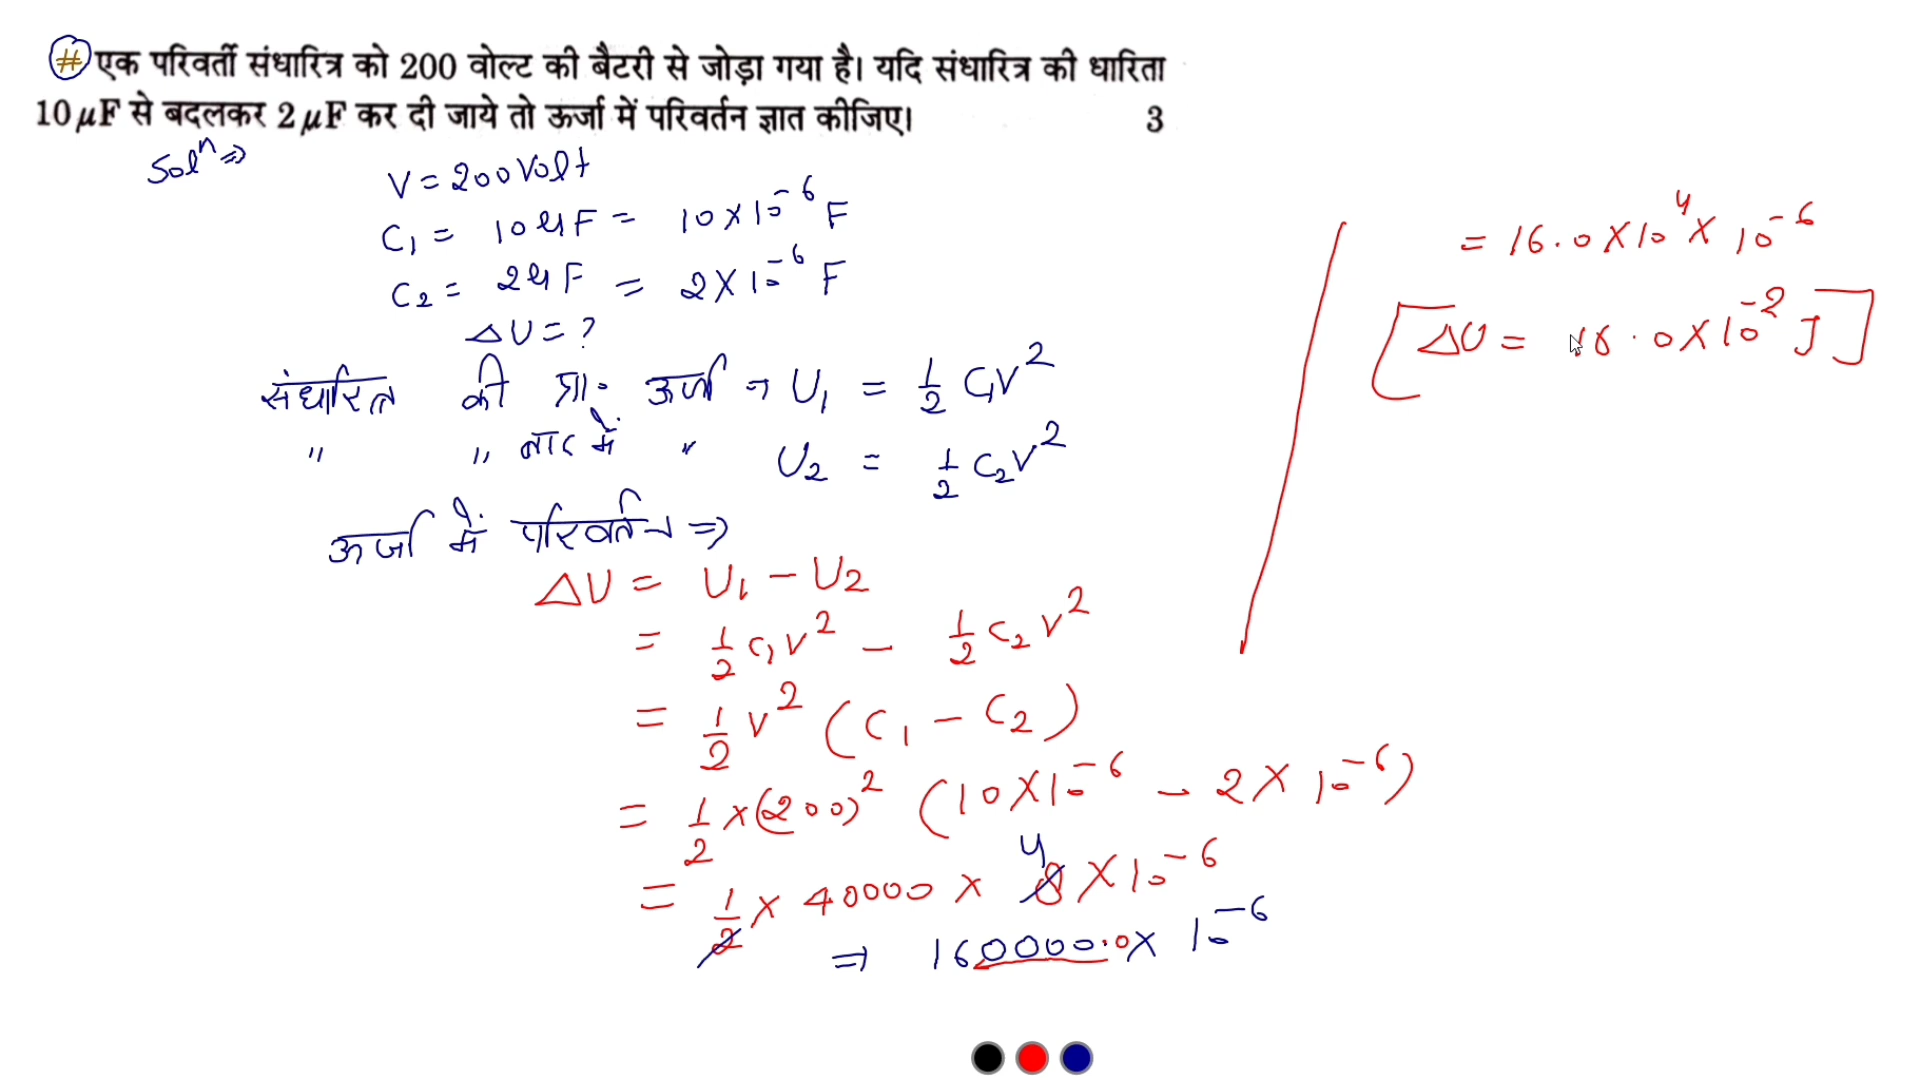 # एक परिवर्ती संधारित्र को 200 वोल्ट की बैटरी से जोड़ा गया है। यदि संधारित्र की धारिता
10 μF से बदलकर 2 μF कर दी जाये तो ऊर्जा में परिवर्तन ज्ञात कीजिए। 3
Solⁿ ⇒
V = 200 Volt
C₁ = 10 μF = 10 × 10⁻⁶ F
C₂ = 2 μF = 2 × 10⁻⁶ F
ΔU = ?
संधारित्र की प्रा॰ ऊर्जा → U₁ = 1/2 C₁V²
" " बाद में " U₂ = 1/2 C₂V²
ऊर्जा में परिवर्तन ⇒
ΔU = U₁ − U₂
= 1/2 C₁V² − 1/2 C₂V²
= 1/2 V² (C₁ − C₂)
= 1/2 × (200)² (10 × 10⁻⁶ − 2 × 10⁻⁶)
= 1/2 × 40000 × 8 4 × 10⁻⁶
⇒ 160000.0 × 10⁻⁶
= 16.0 × 10⁴ × 10⁻⁶
[ΔU = 16.0 × 10⁻² J]